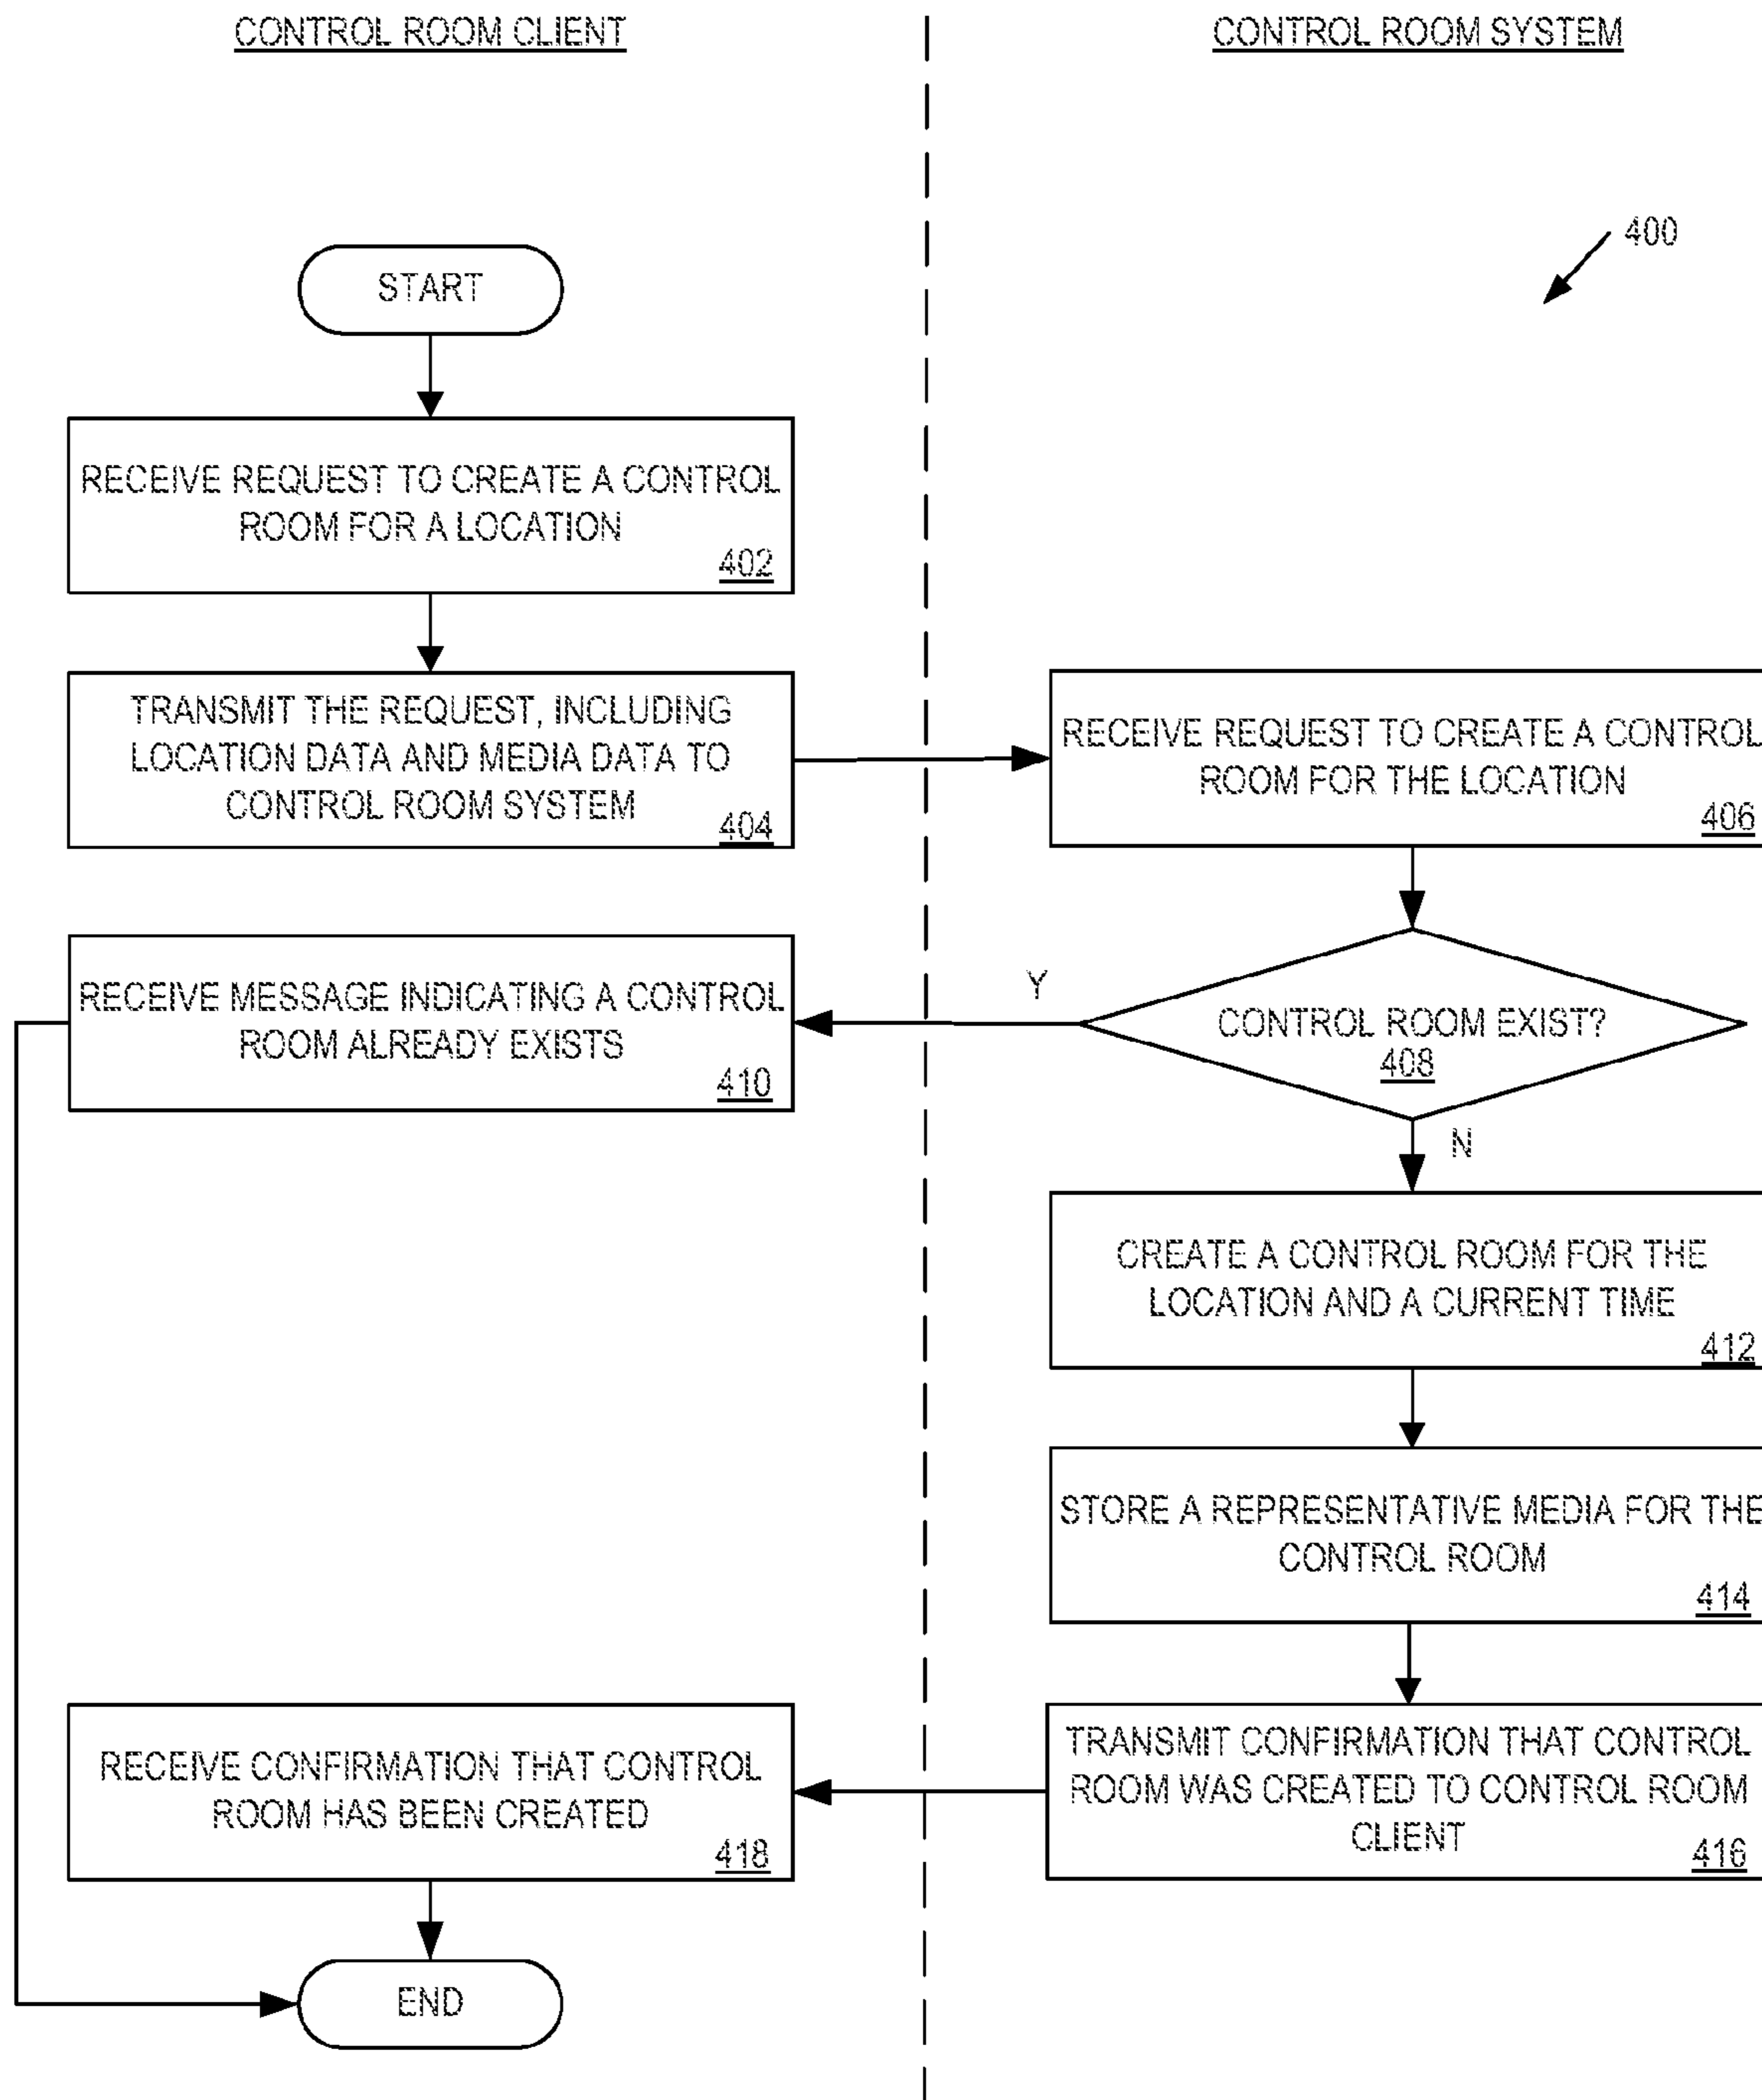 CONTROL ROOM CLIENT
CONTROL ROOM SYSTEM
400
START
RECEIVE REQUEST TO CREATE A CONTROL
ROOM FOR A LOCATION
402
TRANSMIT THE REQUEST, INCLUDING
LOCATION DATA AND MEDIA DATA TO
CONTROL ROOM SYSTEM
404
RECEIVE REQUEST TO CREATE A CONTROL
ROOM FOR THE LOCATION
406
CONTROL ROOM EXIST?
408
Y
RECEIVE MESSAGE INDICATING A CONTROL
ROOM ALREADY EXISTS
410
N
CREATE A CONTROL ROOM FOR THE
LOCATION AND A CURRENT TIME
412
STORE A REPRESENTATIVE MEDIA FOR THE
CONTROL ROOM
414
TRANSMIT CONFIRMATION THAT CONTROL
ROOM WAS CREATED TO CONTROL ROOM
CLIENT
416
RECEIVE CONFIRMATION THAT CONTROL
ROOM HAS BEEN CREATED
418
END